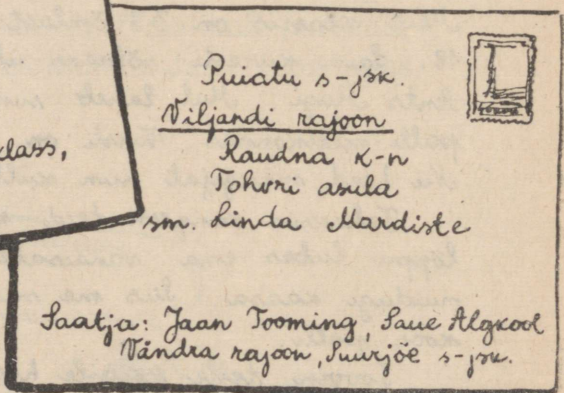 klass,
Puiatu s-jsk.
Viljandi rajoon
Raudna k-n
Tohvri asula
sm. Linda Mardiste
Saatja: Jaan Tooming, Saue Algkool
Vändra rajoon, Suurjõe s-jsk.